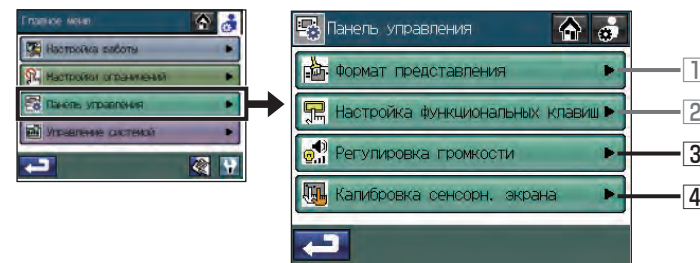 Главное меню
Настройка работы
Настройки ограничений
Панель управления
Управление системой
Панель управления
Формат представления
Настройка функциональных клавиш
Регулировка громкости
Калибровка сенсорн. экрана
1
2
3
4